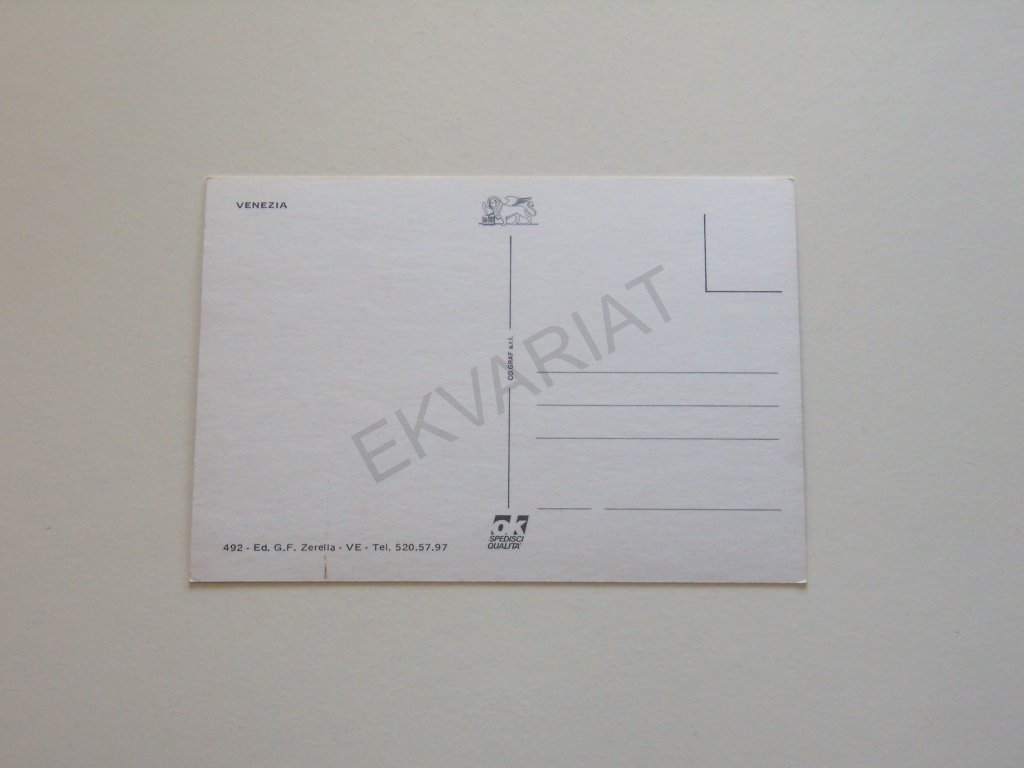 VENEZIA
CO.GRAF s.r.l.
EKVARIAT
ok
SPEDISCI
QUALITA'
492 - Ed. G.F. Zerella - VE - Tel. 520.57.97